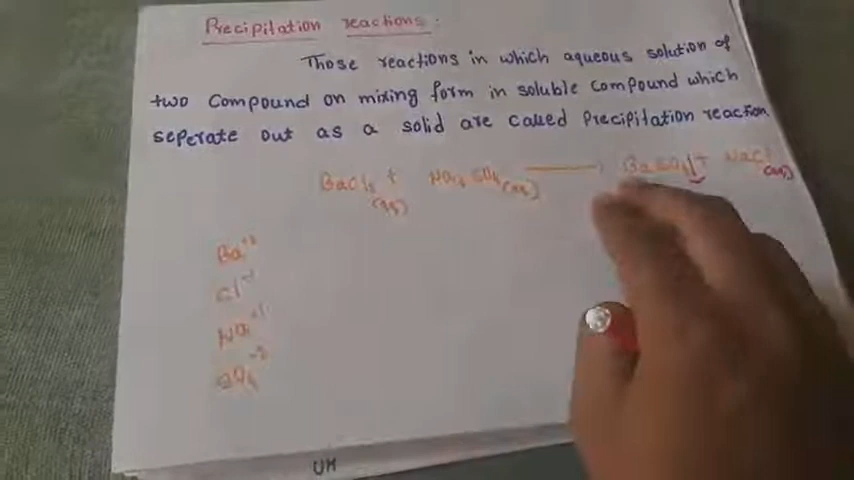 Precipitation reactions:
Those reactions in which aqueous solution of
two Compound on mixing form in soluble Compound which
seperate out as a solid are called Precipitation reaction
BaCl₂ (aq) + Na₂SO₄ (aq) → BaSO₄↓ + NaCl (aq)
Ba⁺²
Cl⁻¹
Na⁺¹
SO₄⁻²
UM